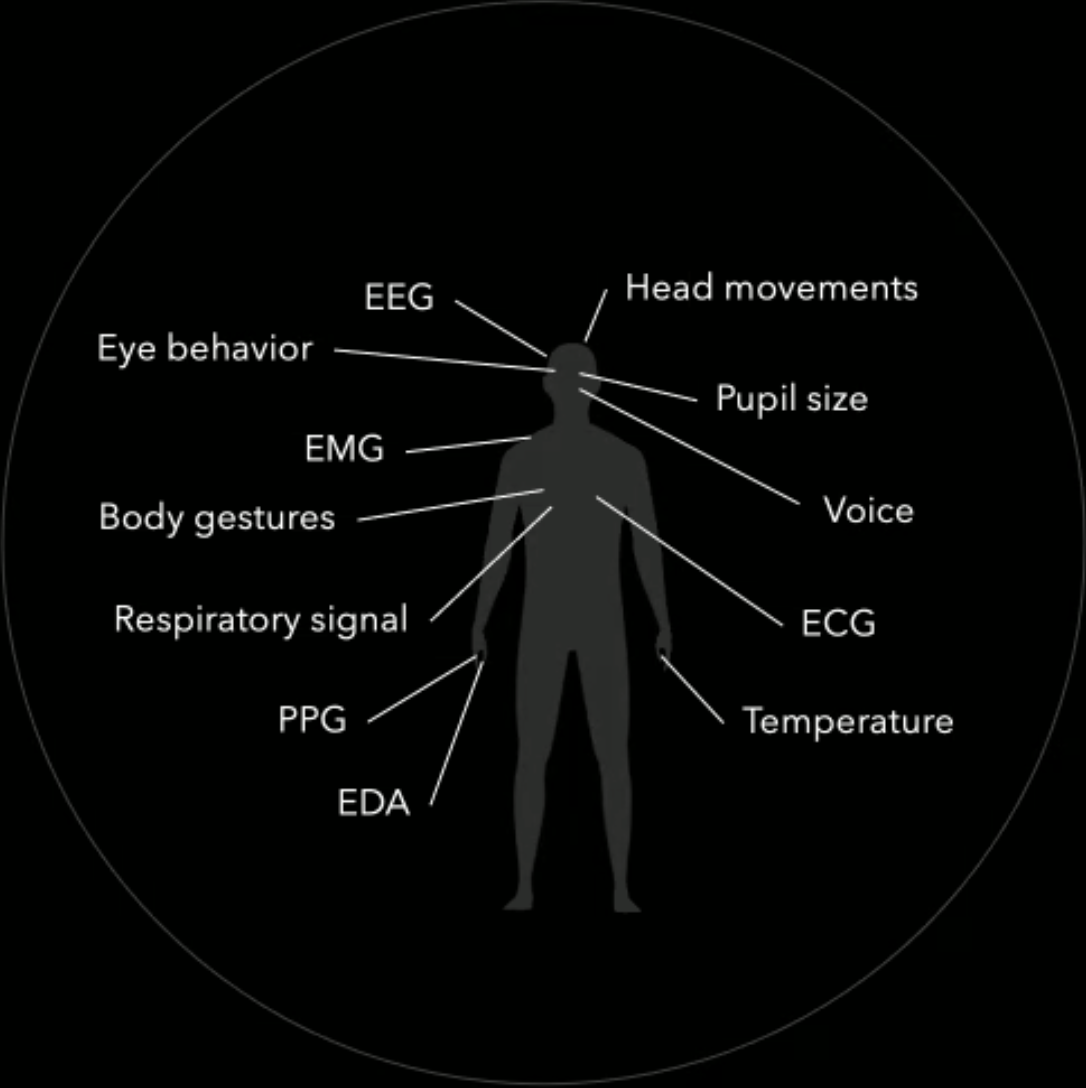 EEG
Head movements
Eye behavior
Pupil size
EMG
Body gestures
Voice
Respiratory signal
ECG
PPG
Temperature
EDA